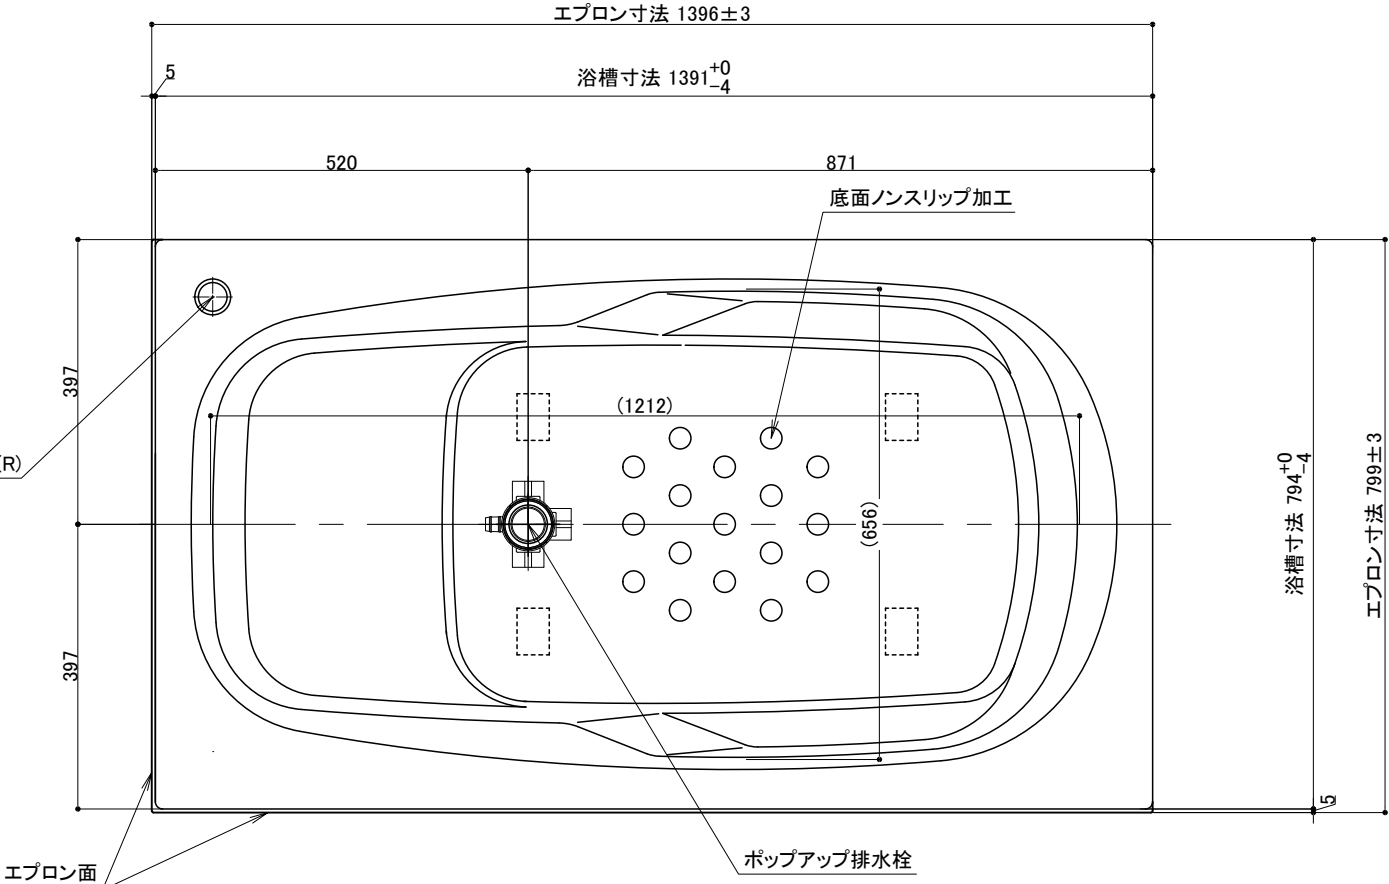 エプロン寸法 1396±3
5
浴槽寸法 1391 +0 -4
520
871
底面ノンスリップ加工
397
(1212)
R)
(656)
浴槽寸法 794 +0 -4
エプロン寸法 799±3
397
5
エプロン面
ポップアップ排水栓